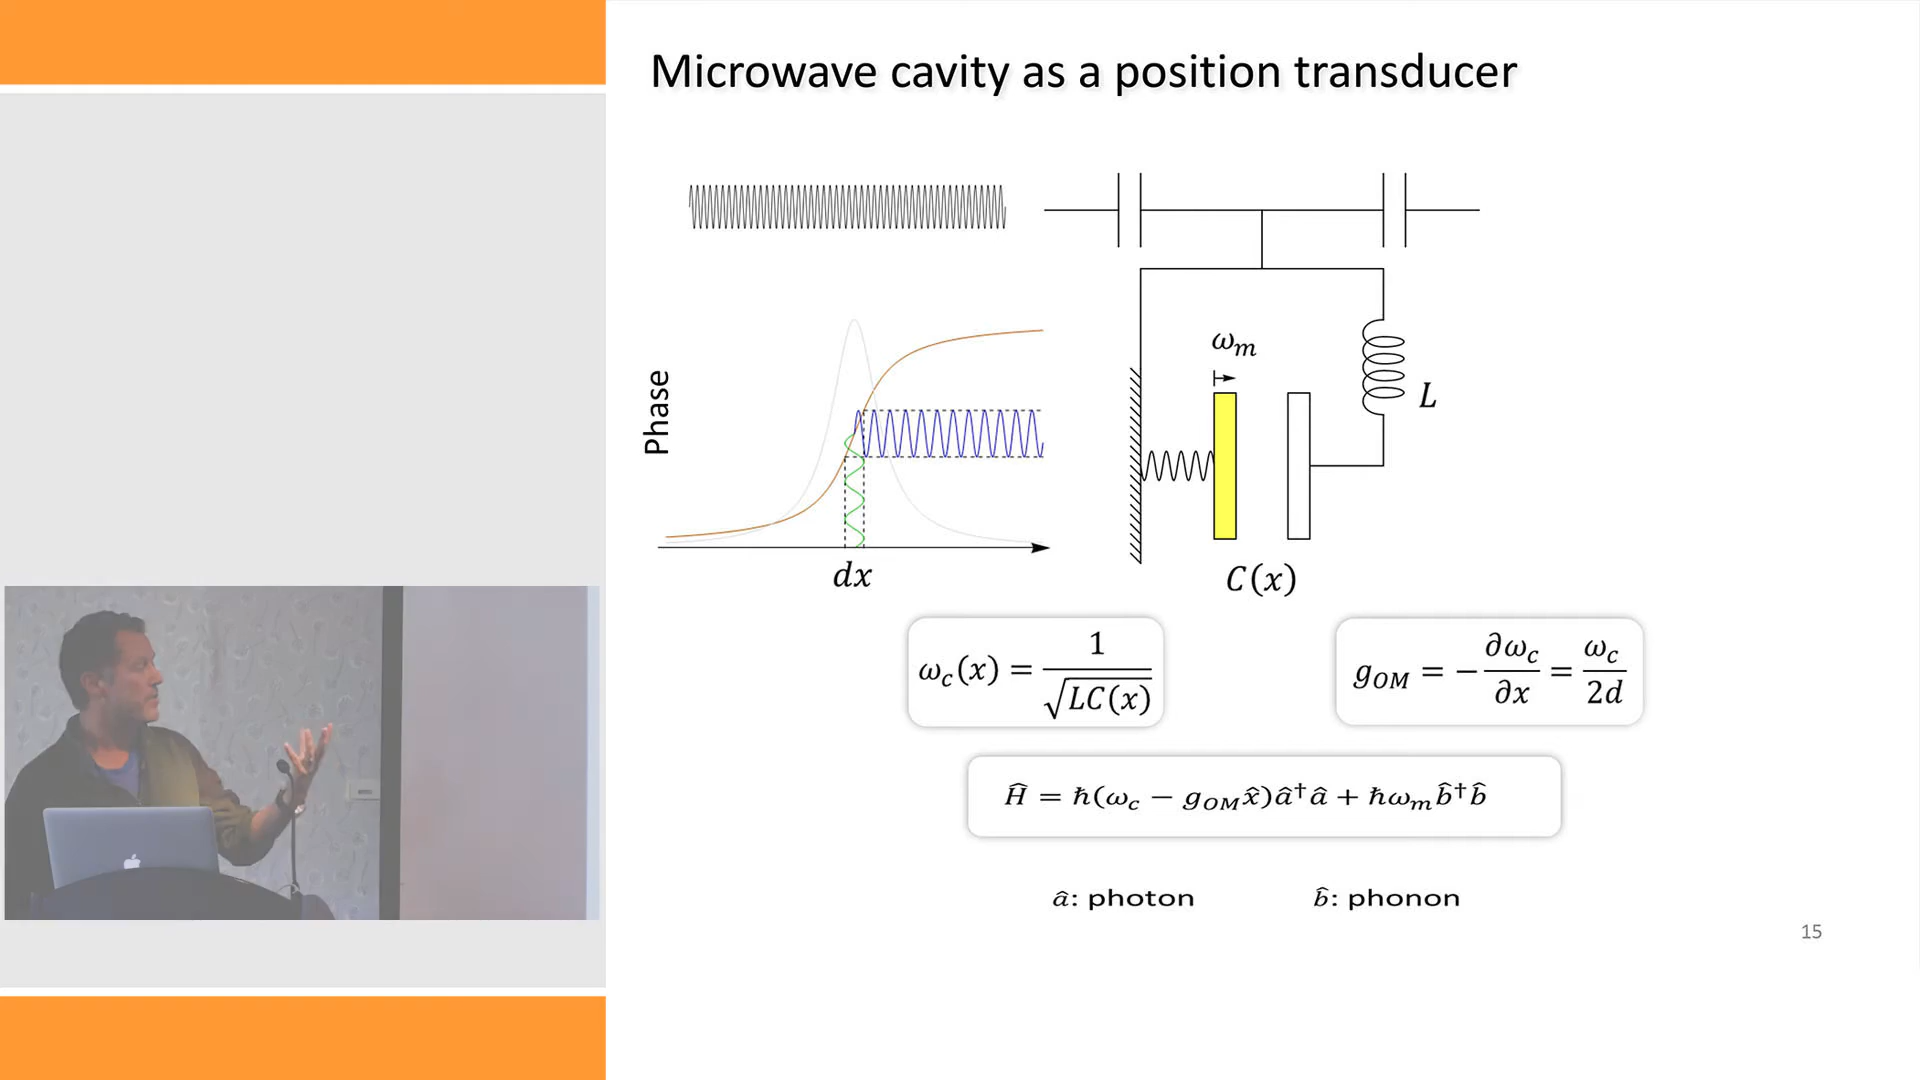 Microwave cavity as a position transducer
Phase
dx
ω_m
L
C(x)
ω_c(x) = 1/√(LC(x))
g_OM = −∂ω_c/∂x = ω_c/2d
Ĥ = ħ(ω_c − g_OM x̂)â†â + ħω_m b̂†b̂
â: photon
b̂: phonon
15